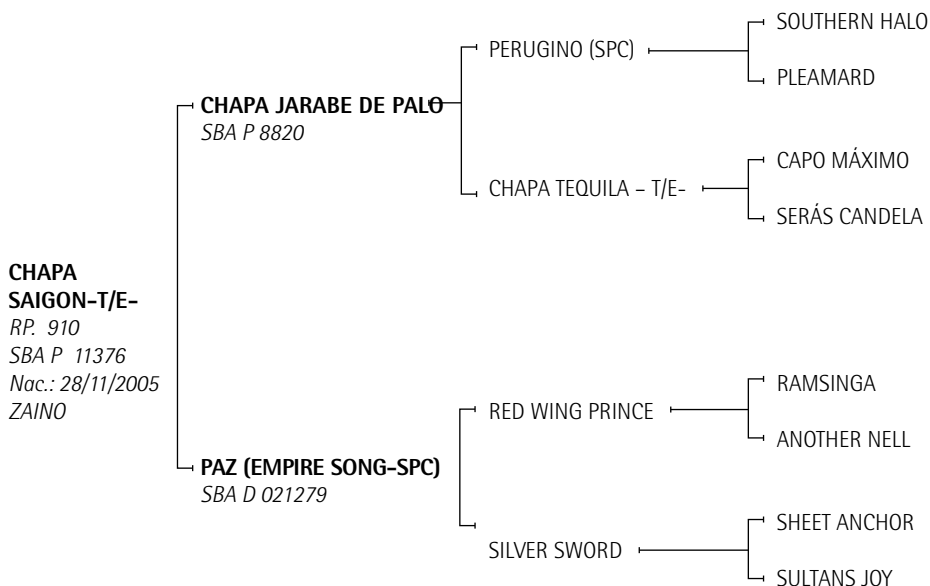 CHAPA
SAIGON-T/E-
RP. 910
SBA P 11376
Nac.: 28/11/2005
ZAINO
CHAPA JARABE DE PALO
SBA P 8820
PERUGINO (SPC)
SOUTHERN HALO
PLEAMARD
CHAPA TEQUILA – T/E-
CAPO MÁXIMO
SERÁS CANDELA
PAZ (EMPIRE SONG-SPC)
SBA D 021279
RED WING PRINCE
RAMSINGA
ANOTHER NELL
SILVER SWORD
SHEET ANCHOR
SULTANS JOY